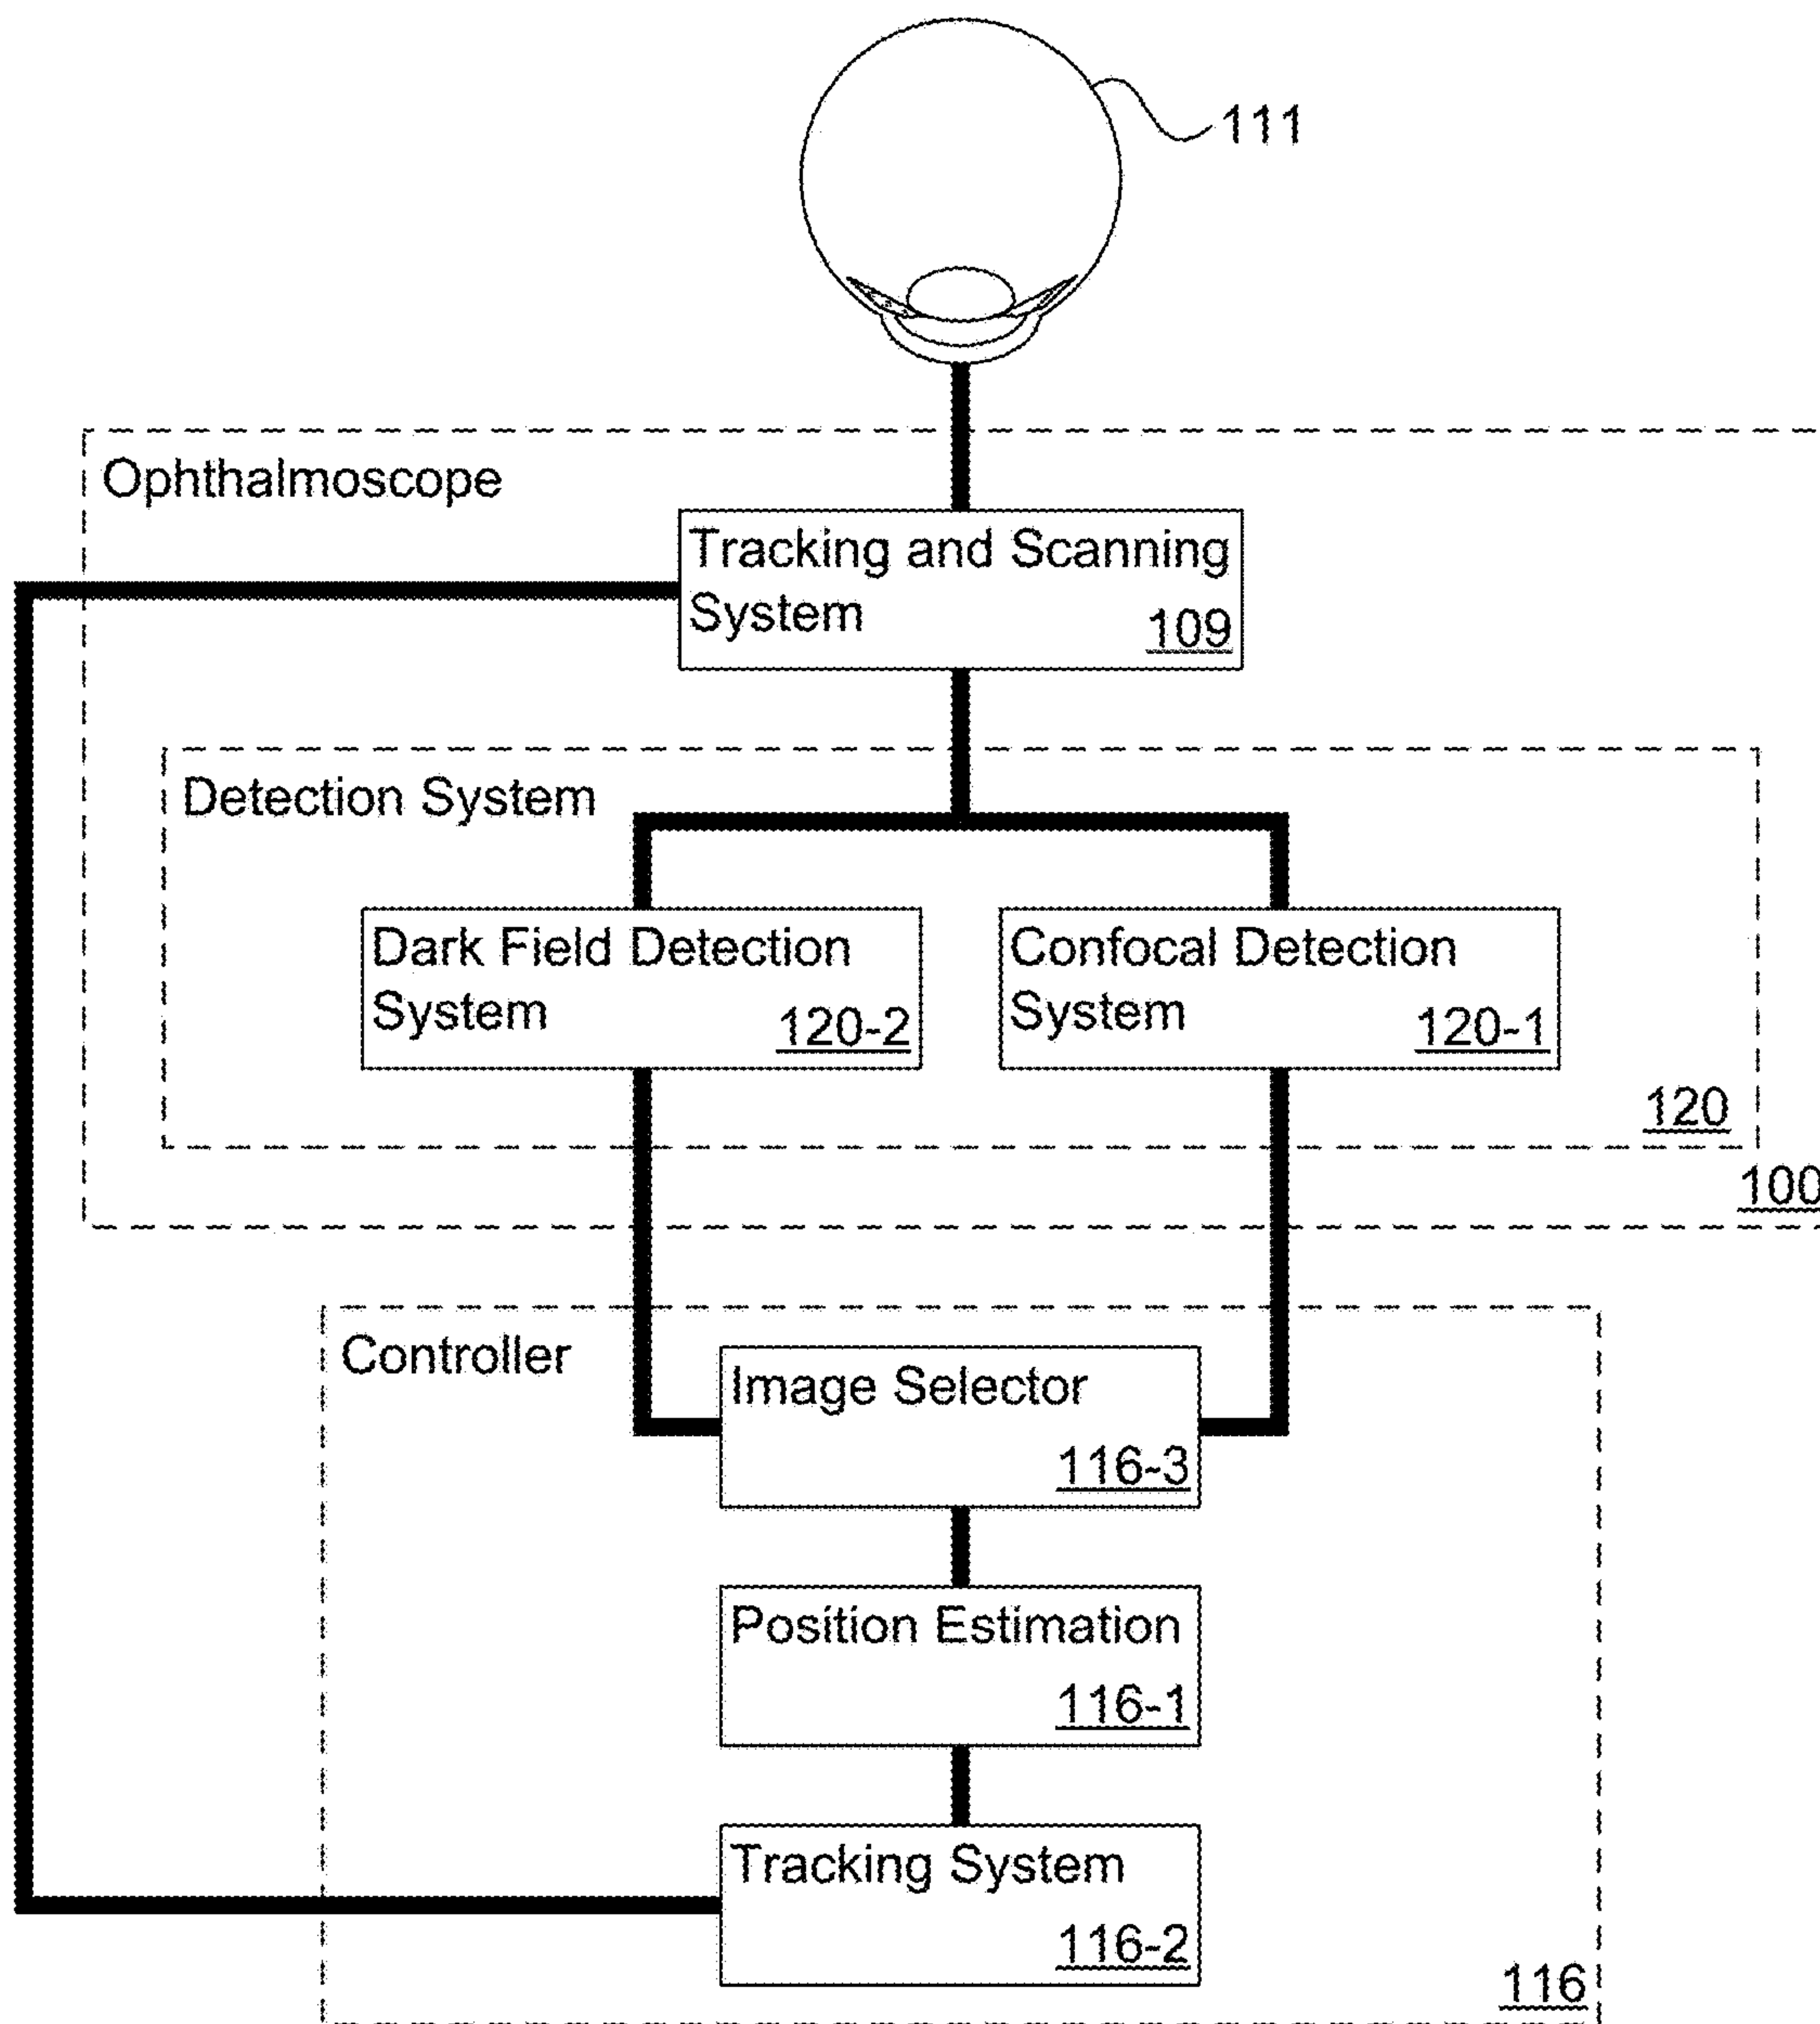 111
Ophthalmoscope
Tracking and Scanning
System
109
Detection System
Dark Field Detection
System
120-2
Confocal Detection
System
120-1
120
100
Controller
Image Selector
116-3
Position Estimation
116-1
Tracking System
116-2
116